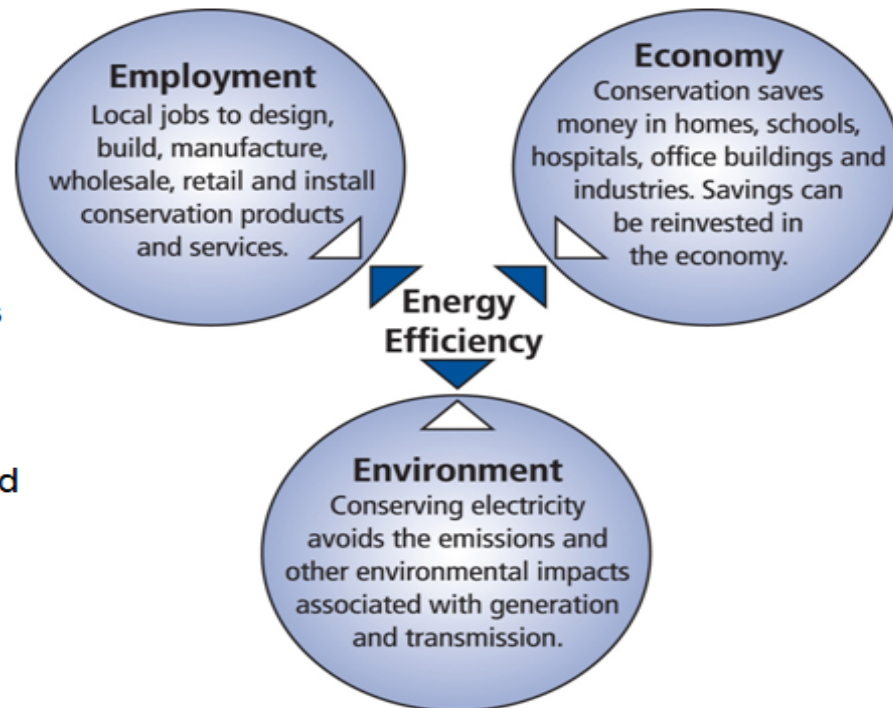 Employment
Local jobs to design,
build, manufacture,
wholesale, retail and install
conservation products
and services.
Economy
Conservation saves
money in homes, schools,
hospitals, office buildings and
industries. Savings can
be reinvested in
the economy.
Energy
Efficiency
Environment
Conserving electricity
avoids the emissions and
other environmental impacts
associated with generation
and transmission.